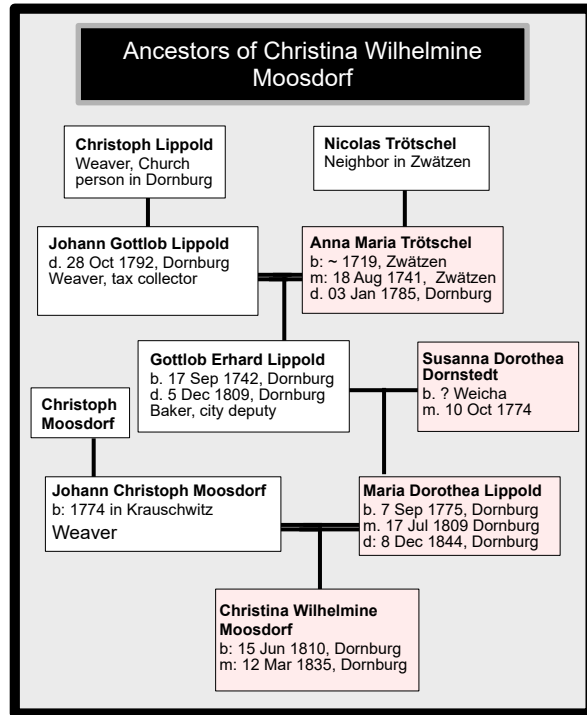 Ancestors of Christina Wilhelmine
Moosdorf
Christoph Lippold
Weaver, Church
person in Dornburg
Nicolas Trötschel
Neighbor in Zwätzen
Johann Gottlob Lippold
d. 28 Oct 1792, Dornburg
Weaver, tax collector
Anna Maria Trötschel
b: ~ 1719, Zwätzen
m: 18 Aug 1741, Zwätzen
d. 03 Jan 1785, Dornburg
Gottlob Erhard Lippold
b. 17 Sep 1742, Dornburg
d. 5 Dec 1809, Dornburg
Baker, city deputy
Susanna Dorothea
Dornstedt
b. ? Weicha
m. 10 Oct 1774
Christoph
Moosdorf
Johann Christoph Moosdorf
b: 1774 in Krauschwitz
Weaver
Maria Dorothea Lippold
b. 7 Sep 1775, Dornburg
m. 17 Jul 1809 Dornburg
d: 8 Dec 1844, Dornburg
Christina Wilhelmine
Moosdorf
b: 15 Jun 1810, Dornburg
m: 12 Mar 1835, Dornburg